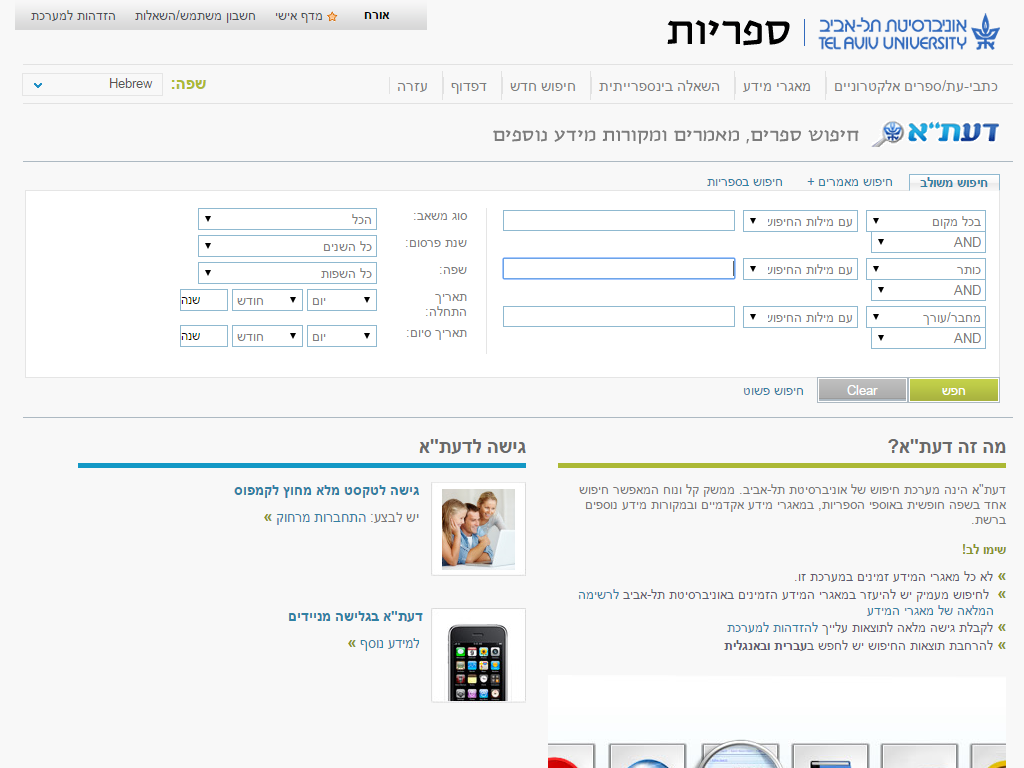 אורח מדף אישי חשבון משתמש/השאלות הזדהות למערכת
אוניברסיטת תל-אביב
TEL AVIV UNIVERSITY
ספריות
כתבי-עת/ספרים אלקטרוניים מאגרי מידע השאלה בינספרייתית חיפוש חדש דפדוף עזרה
שפה: Hebrew
דעת"א חיפוש ספרים, מאמרים ומקורות מידע נוספים
חיפוש משולב חיפוש מאמרים + חיפוש בספריות
בכל מקום עם מילות החיפוש
AND
כותר עם מילות החיפוש
AND
מחבר/עורך עם מילות החיפוש
AND
סוג משאב: הכל
שנת פרסום: כל השנים
שפה: כל השפות
תאריך התחלה: יום חודש שנה
תאריך סיום: יום חודש שנה
חפש Clear חיפוש פשוט
מה זה דעת"א?
דעת"א הינה מערכת חיפוש של אוניברסיטת תל-אביב. ממשק קל ונוח המאפשר חיפוש
אחד בשפה חופשית באוספי הספריות, במאגרי מידע אקדמיים ובמקורות מידע נוספים
ברשת.
שימו לב!
» לא כל מאגרי המידע זמינים במערכת זו.
» לחיפוש מעמיק יש להיעזר במאגרי המידע הזמינים באוניברסיטת תל-אביב לרשימה
המלאה של מאגרי המידע
» לקבלת גישה מלאה לתוצאות עלייך להזדהות למערכת
» להרחבת תוצאות החיפוש יש לחפש בעברית ובאנגלית
גישה לדעת"א
גישה לטקסט מלא מחוץ לקמפוס
יש לבצע: התחברות מרחוק »
דעת"א בגלישה מניידים
למידע נוסף »